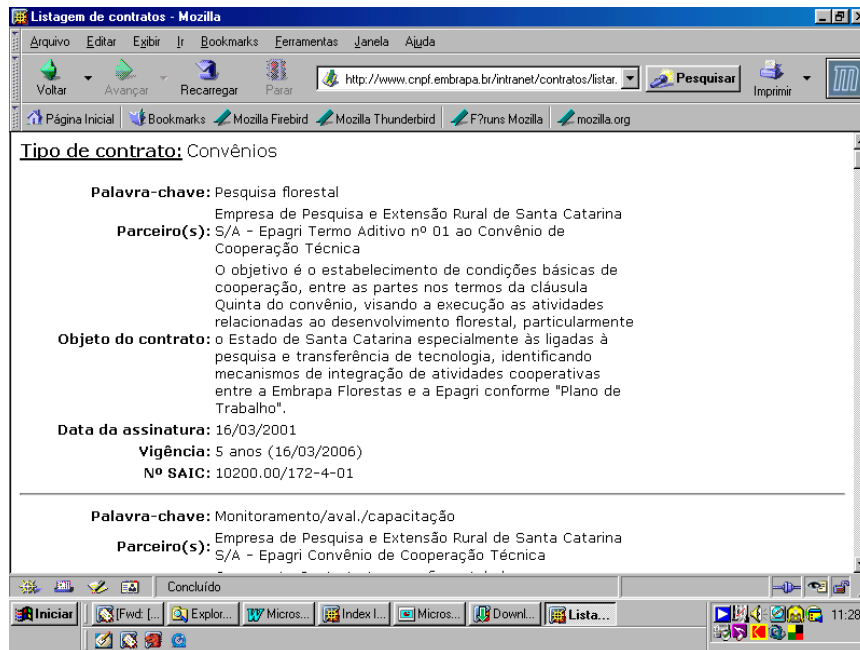 Listagem de contratos - Mozilla
Arquivo Editar Exibir Ir Bookmarks Ferramentas Janela Ajuda
Voltar Avançar Recarregar Parar http://www.cnpf.embrapa.br/intranet/contratos/listar. Pesquisar Imprimir
Página Inicial Bookmarks Mozilla Firebird Mozilla Thunderbird F?runs Mozilla mozilla.org
Tipo de contrato: Convênios
Palavra-chave: Pesquisa florestal
Parceiro(s): Empresa de Pesquisa e Extensão Rural de Santa Catarina
S/A - Epagri Termo Aditivo nº 01 ao Convênio de
Cooperação Técnica
Objeto do contrato: O objetivo é o estabelecimento de condições básicas de
cooperação, entre as partes nos termos da cláusula
Quinta do convênio, visando a execução as atividades
relacionadas ao desenvolvimento florestal, particularmente
o Estado de Santa Catarina especialmente às ligadas à
pesquisa e transferência de tecnologia, identificando
mecanismos de integração de atividades cooperativas
entre a Embrapa Florestas e a Epagri conforme "Plano de
Trabalho".
Data da assinatura: 16/03/2001
Vigência: 5 anos (16/03/2006)
Nº SAIC: 10200.00/172-4-01
Palavra-chave: Monitoramento/aval./capacitação
Parceiro(s): Empresa de Pesquisa e Extensão Rural de Santa Catarina
S/A - Epagri Convênio de Cooperação Técnica
Concluído
Iniciar [Fwd: [... Explor... Micros... Index I... Micros... Downl... Lista... 11:28